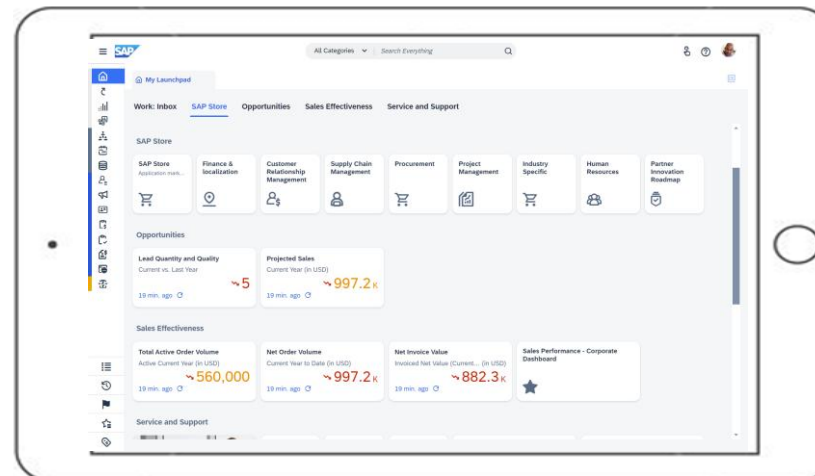 SAP
All Categories
Search Everything
My Launchpad
Work: Inbox SAP Store Opportunities Sales Effectiveness Service and Support
SAP Store
SAP Store
Application mark...
Finance &
localization
Customer
Relationship
Management
Supply Chain
Management
Procurement
Project
Management
Industry
Specific
Human
Resources
Partner
Innovation
Roadmap
Opportunities
Lead Quantity and Quality
Current vs. Last Year
5
19 min. ago
Projected Sales
Current Year (in USD)
997.2 K
19 min. ago
Sales Effectiveness
Total Active Order Volume
Active Current Year (in USD)
560,000
19 min. ago
Net Order Volume
Current Year to Date (in USD)
997.2 K
19 min. ago
Net Invoice Value
Invoiced Net Value (Current... (in USD)
882.3 K
19 min. ago
Sales Performance - Corporate
Dashboard
Service and Support